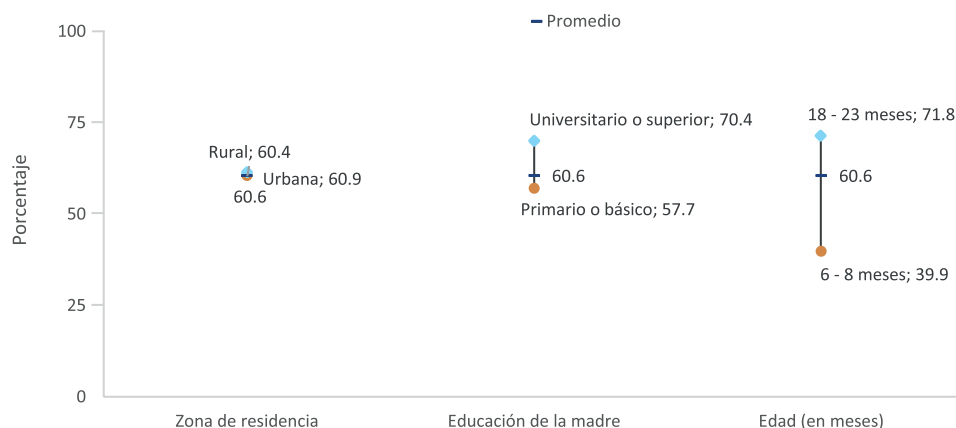 Promedio
100
75
50
25
0
Porcentaje
Rural; 60.4
Urbana; 60.9
60.6
Universitario o superior; 70.4
60.6
Primario o básico; 57.7
18 - 23 meses; 71.8
60.6
6 - 8 meses; 39.9
Zona de residencia
Educación de la madre
Edad (en meses)